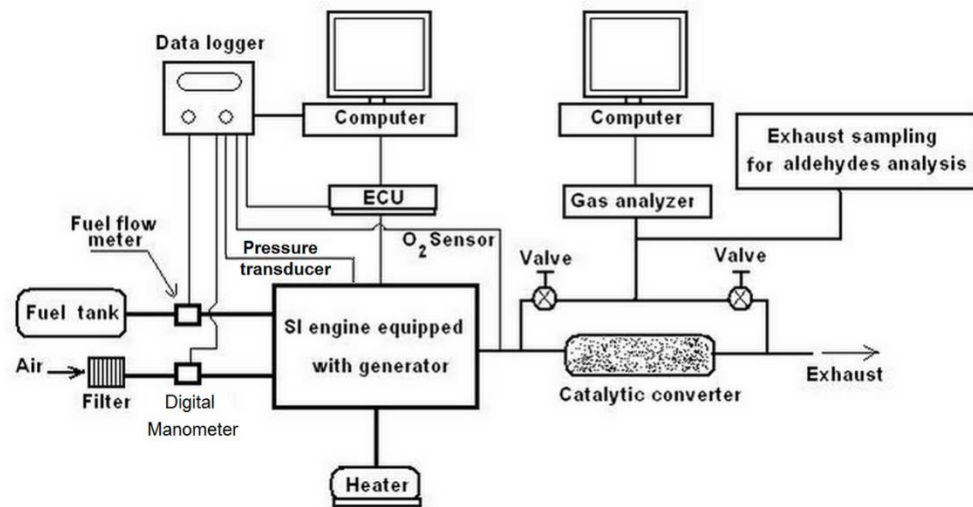 Data logger
Computer
Computer
Exhaust sampling
for aldehydes analysis
ECU
Gas analyzer
Fuel flow
meter
Pressure
transducer
O2 Sensor
Valve
Valve
Fuel tank
SI engine equipped
with generator
Air
Filter
Digital
Manometer
Catalytic converter
Exhaust
Heater